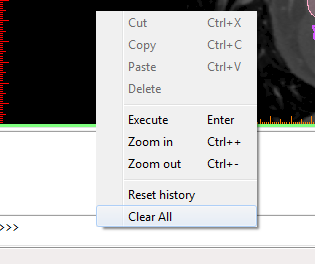 Cut Ctrl+X
Copy Ctrl+C
Paste Ctrl+V
Delete
Execute Enter
Zoom in Ctrl++
Zoom out Ctrl+-
Reset history
Clear All
>>>